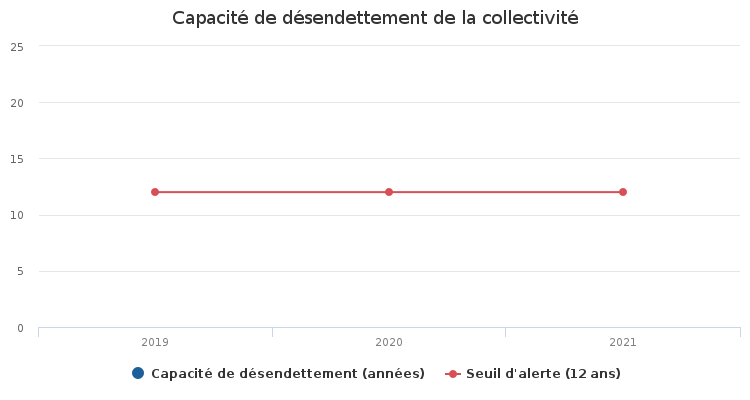 Capacité de désendettement de la collectivité
25
20
15
10
5
0
2019 2020 2021
Capacité de désendettement (années) Seuil d'alerte (12 ans)